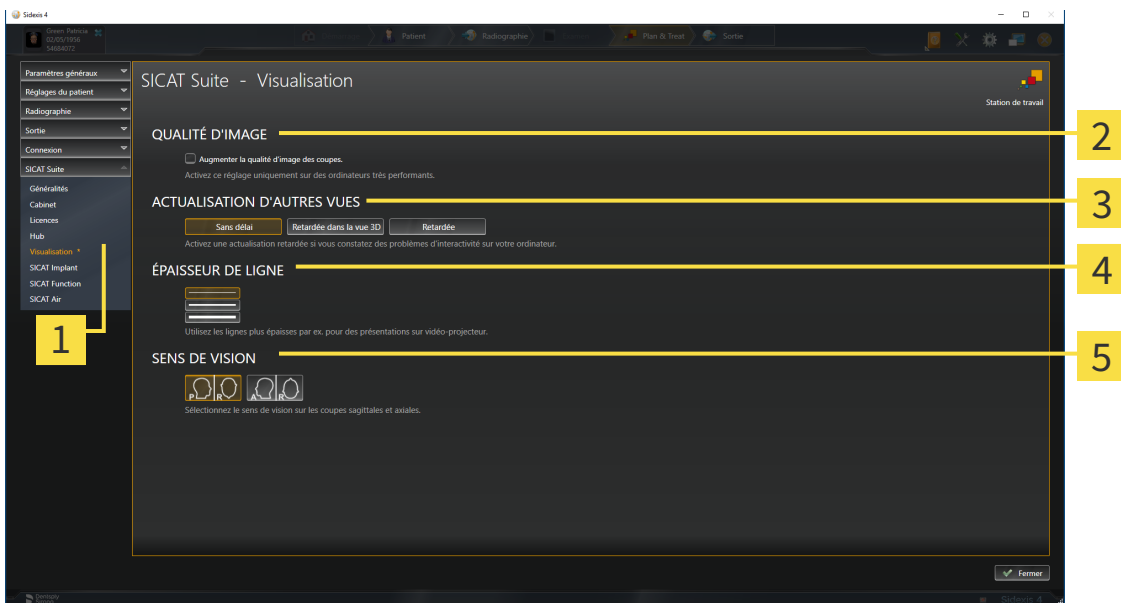 Sidexis 4
Green Patricia
02/05/1956
54684072
Patient
Radiographie
Plan & Treat
Sortie
Paramètres généraux
Réglages du patient
Radiographie
Sortie
Connexion
SICAT Suite
Généralités
Cabinet
Licences
Hub
Visualisation *
SICAT Implant
SICAT Function
SICAT Air
1
SICAT Suite - Visualisation
Station de travail
QUALITÉ D'IMAGE
2
Augmenter la qualité d'image des coupes.
Activez ce réglage uniquement sur des ordinateurs très performants.
ACTUALISATION D'AUTRES VUES
3
Sans délai
Retardée dans la vue 3D
Retardée
Activez une actualisation retardée si vous constatez des problèmes d'interactivité sur votre ordinateur.
ÉPAISSEUR DE LIGNE
4
Utilisez les lignes plus épaisses par ex. pour des présentations sur vidéo-projecteur.
SENS DE VISION
5
P R
A R
Sélectionnez le sens de vision sur les coupes sagittales et axiales.
Fermer
Dentsply
Sirona
Sidexis 4